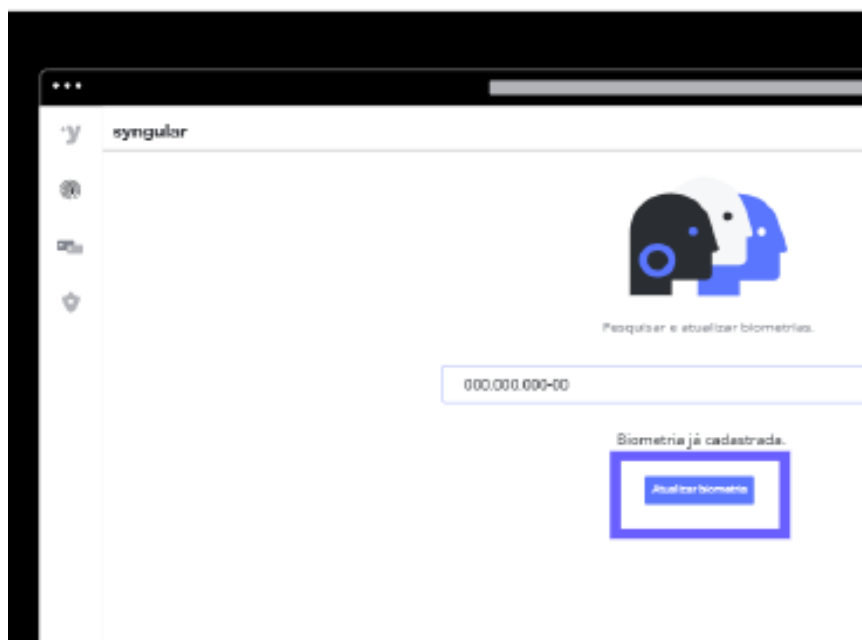 syngular
Pesquisar e atualizar biometrias.
000.000.000-00
Biometria já cadastrada.
Atualizar biometria